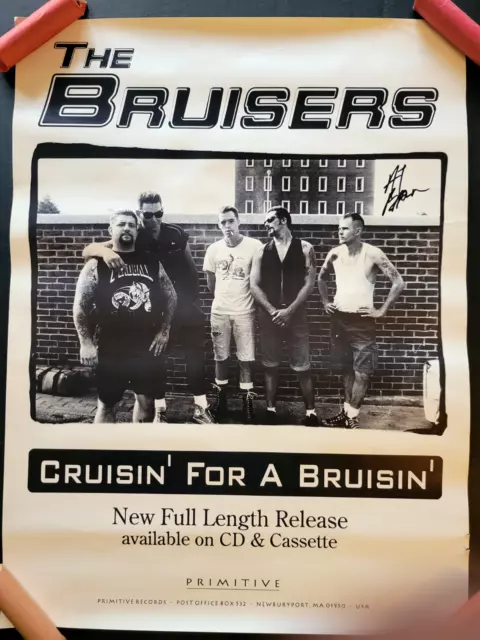 THE
BRUISERS
CRUISIN' FOR A BRUISIN'
New Full Length Release
available on CD & Cassette
PRIMITIVE
PRIMITIVE RECORDS · POST OFFICE BOX 532 · NEWBURYPORT, MA 01950 · USA